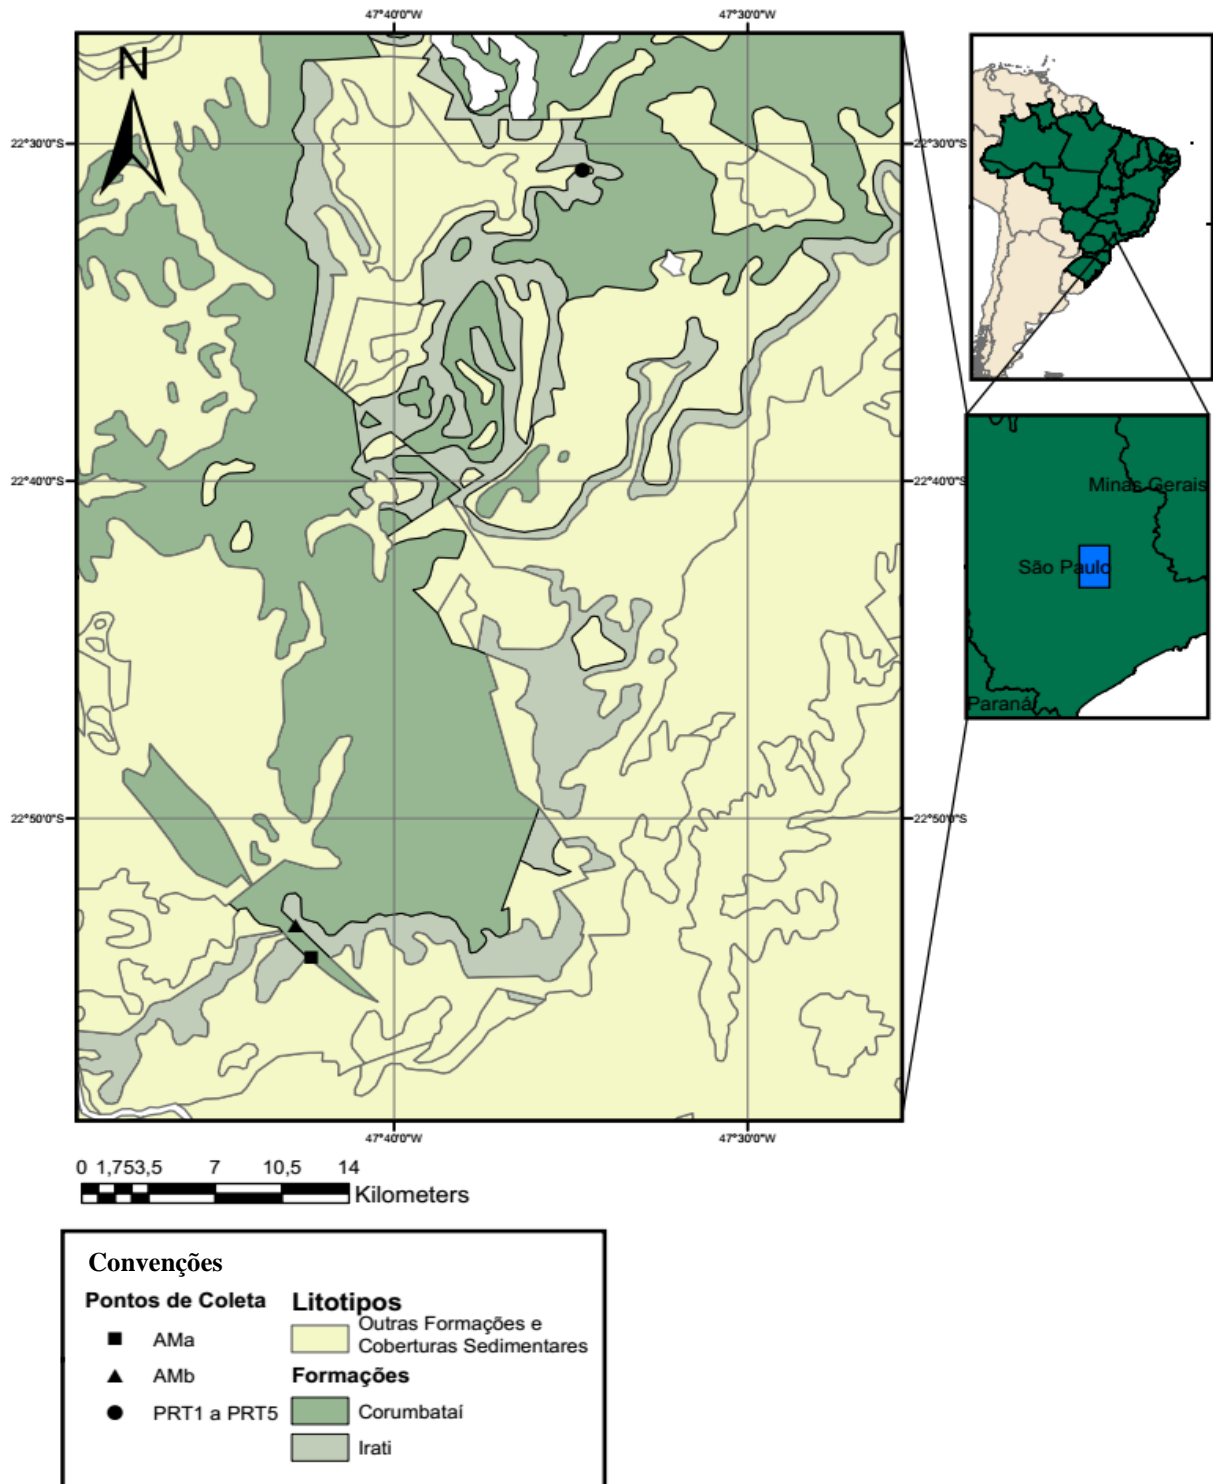 47°40'0"W 47°30'0"W
N
22°30'0"S 22°30'0"S
22°40'0"S 22°40'0"S
Minas Gerais
São Paulo
Paraná
22°50'0"S 22°50'0"S
47°40'0"W 47°30'0"W
0 1,753,5 7 10,5 14
Kilometers
Convenções
Pontos de Coleta Litotipos
AMa Outras Formações e
Coberturas Sedimentares
AMb Formações
PRT1 a PRT5 Corumbataí
Irati